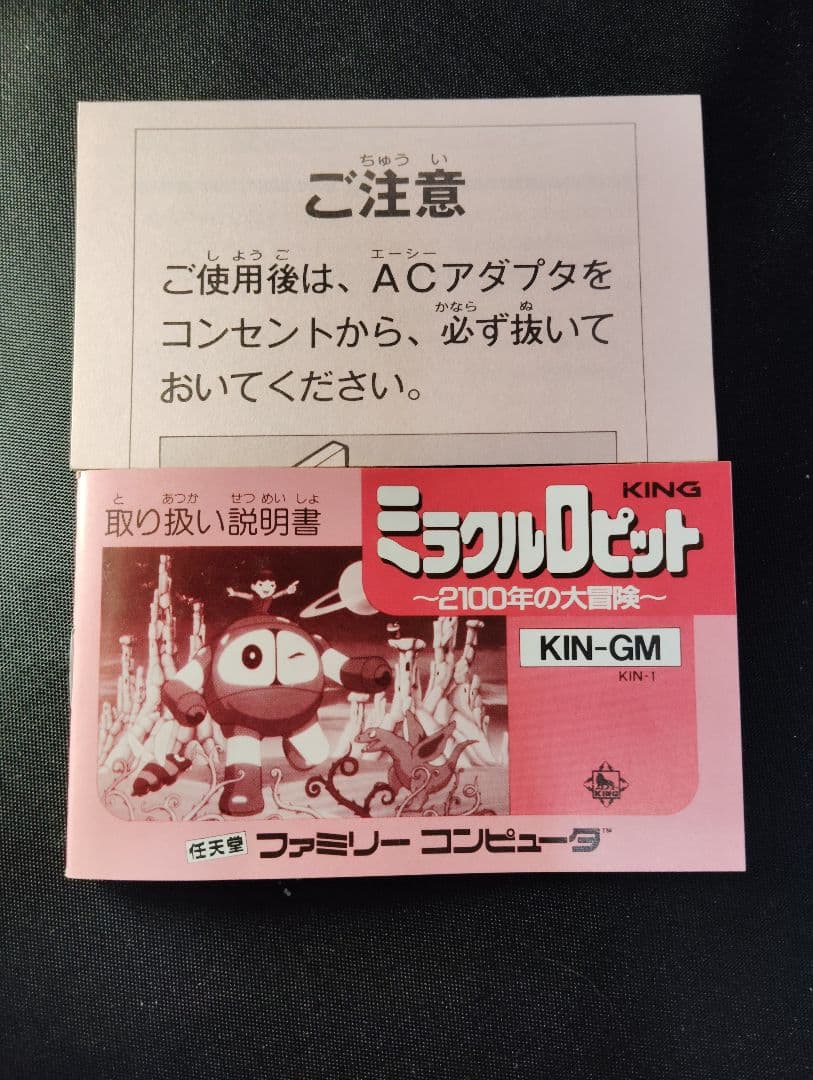 ちゅう い
ご注意
し よう ご エーシー
ご使用後は、ACアダプタを
かなら ぬ
コンセントから、必ず抜いて
おいてください。
と あつか せつ めい しょ
取り扱い説明書
KING
ミラクルロピット
～2100年の大冒険～
KIN-GM
KIN-1
KING
任天堂 ファミリー コンピュータ™